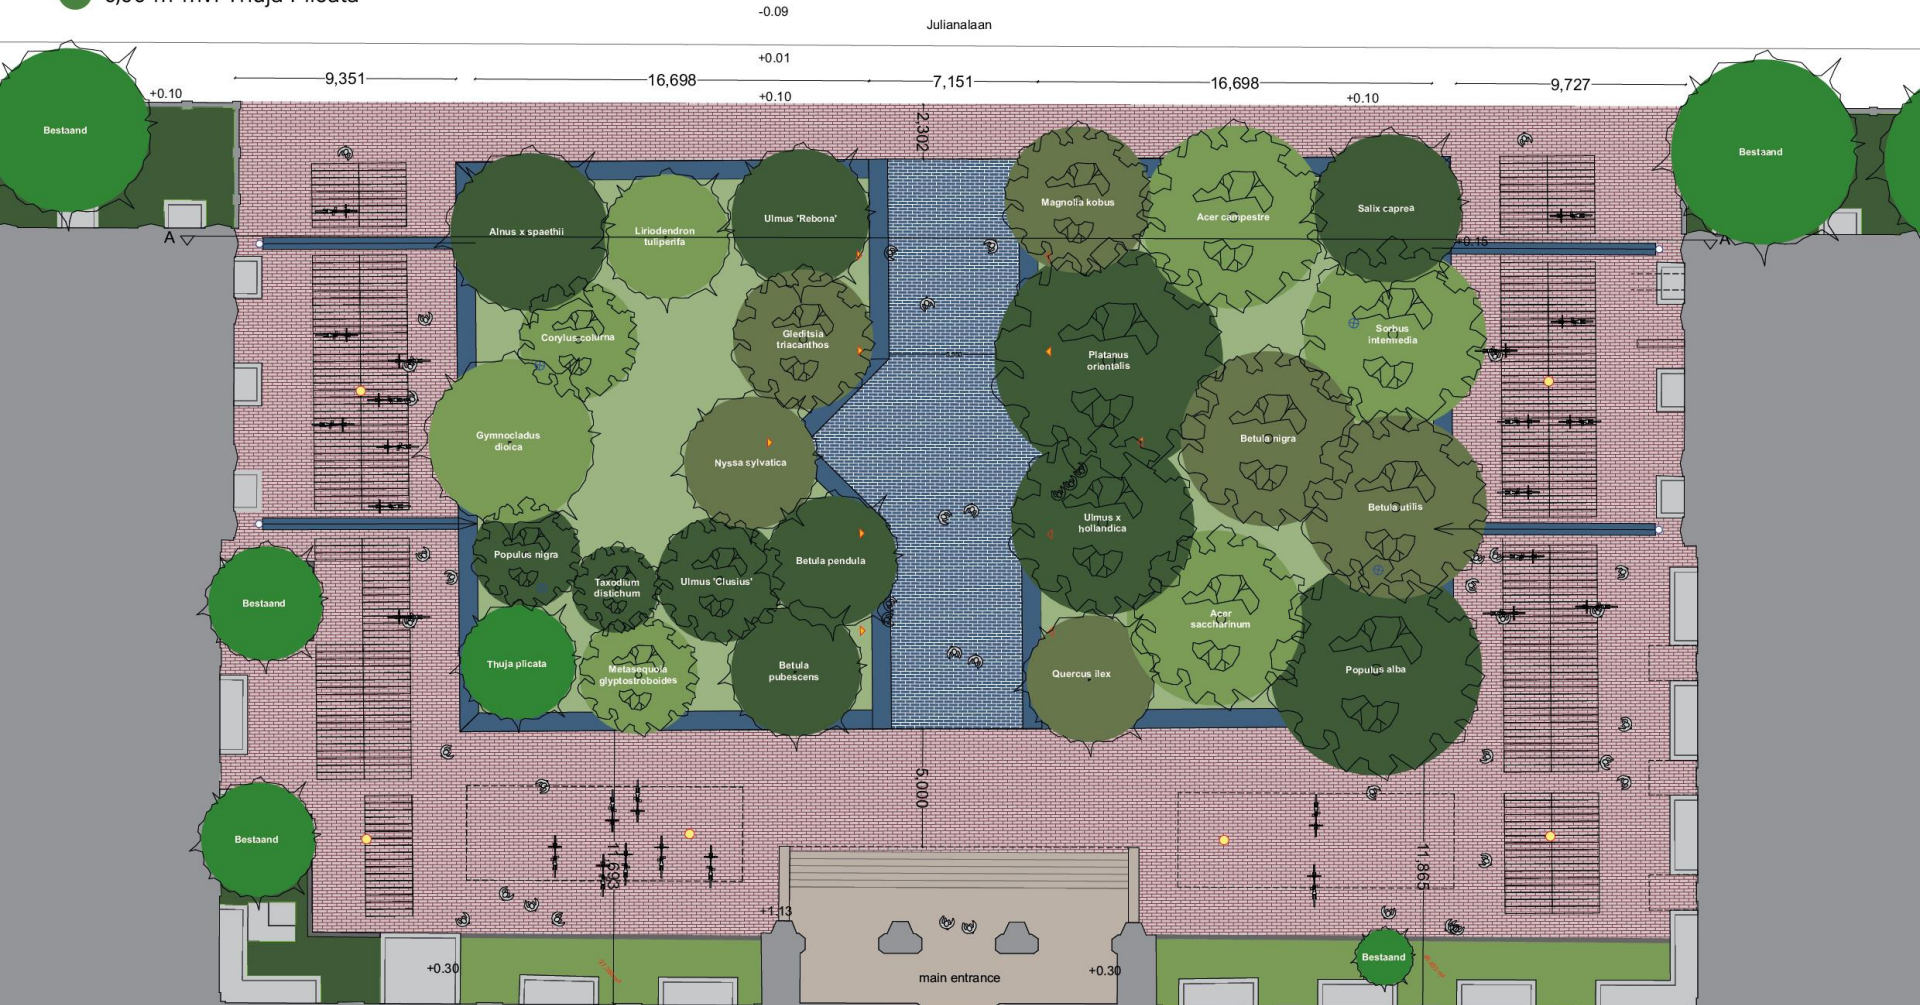 -0.09
Julianalaan
+0.01
9,351
16,698
7,151
16,698
9,727
+0.10
+0.10
+0.10
2,302
Bestaand
Bestaand
Magnolia kobus
Acer campestre
Salix caprea
Ulmus 'Rebona'
Alnus x spaethii
Liriodendron
tuliperifa
A
A
+0.15
Corylus colurna
Gleditsia
triacanthos
Platanus
orientalis
Sorbus
intermedia
Gymnocladus
dioica
Nyssa sylvatica
Betula nigra
Betula utilis
Ulmus x
hollandica
Populus nigra
Taxodium
distichum
Ulmus 'Clusius'
Betula pendula
Bestaand
Acer
saccharinum
Thuja plicata
Metasequoia
glyptostroboides
Betula
pubescens
Quercus ilex
Populus alba
5,000
Bestaand
11,693
11,865
+1.13
+0.30
main entrance
+0.30
Bestaand